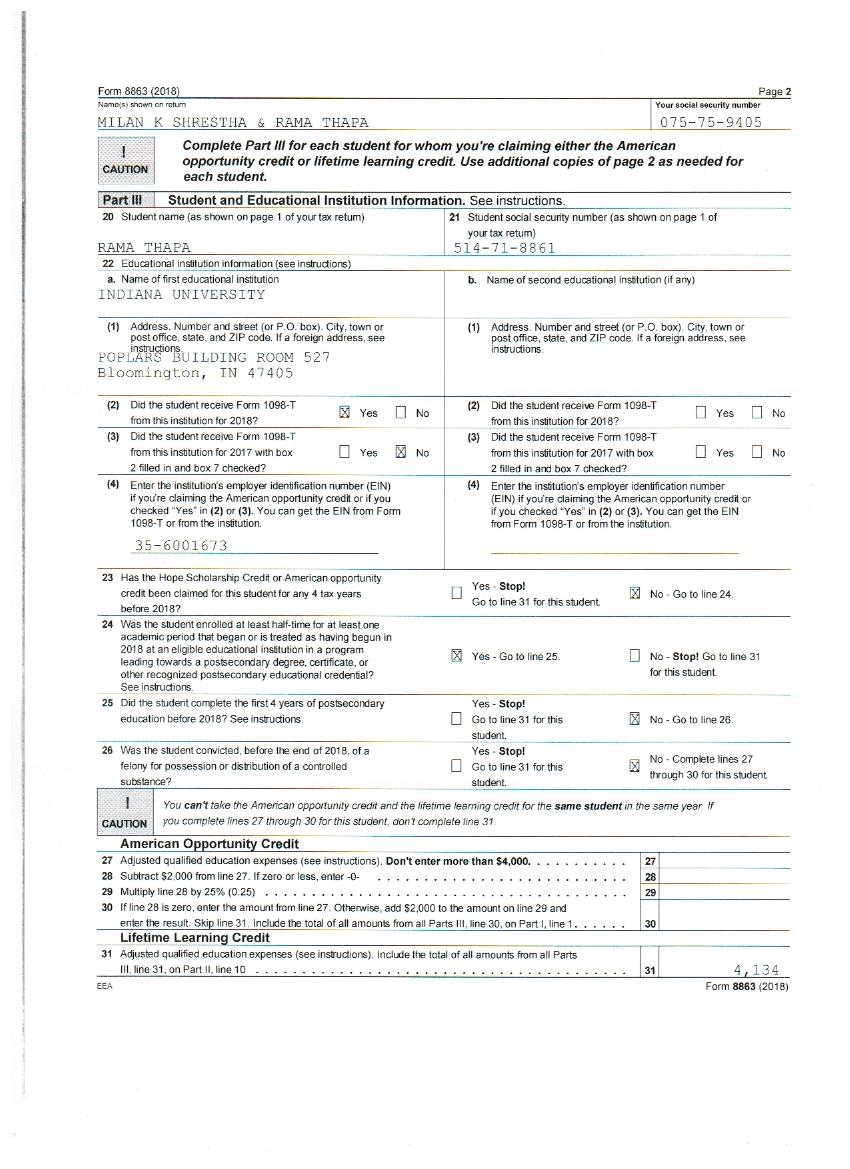 Form 8863 (2018) Page 2
Name(s) shown on return Your social security number
MILAN K SHRESTHA & RAMA THAPA 075-75-9405
! CAUTION
Complete Part III for each student for whom you're claiming either the American
opportunity credit or lifetime learning credit. Use additional copies of page 2 as needed for
each student.
Part III Student and Educational Institution Information. See instructions.
20 Student name (as shown on page 1 of your tax return)
RAMA THAPA
21 Student social security number (as shown on page 1 of
your tax return)
514-71-8861
22 Educational institution information (see instructions)
a. Name of first educational institution
INDIANA UNIVERSITY
b. Name of second educational institution (if any)
(1) Address. Number and street (or P.O. box). City, town or
post office, state, and ZIP code. If a foreign address, see
instructions.
POPLARS BUILDING ROOM 527
Bloomington, IN 47405
(1) Address. Number and street (or P.O. box). City, town or
post office, state, and ZIP code. If a foreign address, see
instructions.
(2) Did the student receive Form 1098-T
from this institution for 2018? ☒ Yes ☐ No
(2) Did the student receive Form 1098-T
from this institution for 2018? ☐ Yes ☐ No
(3) Did the student receive Form 1098-T
from this institution for 2017 with box ☐ Yes ☒ No
2 filled in and box 7 checked?
(3) Did the student receive Form 1098-T
from this institution for 2017 with box ☐ Yes ☐ No
2 filled in and box 7 checked?
(4) Enter the institution's employer identification number (EIN)
if you're claiming the American opportunity credit or if you
checked "Yes" in (2) or (3). You can get the EIN from Form
1098-T or from the institution.
35-6001673
(4) Enter the institution's employer identification number
(EIN) if you're claiming the American opportunity credit or
if you checked "Yes" in (2) or (3). You can get the EIN
from Form 1098-T or from the institution.
23 Has the Hope Scholarship Credit or American opportunity
credit been claimed for this student for any 4 tax years
before 2018?
☐ Yes - Stop!
Go to line 31 for this student.
☒ No - Go to line 24.
24 Was the student enrolled at least half-time for at least one
academic period that began or is treated as having begun in
2018 at an eligible educational institution in a program
leading towards a postsecondary degree, certificate, or
other recognized postsecondary educational credential?
See instructions.
☒ Yes - Go to line 25.
☐ No - Stop! Go to line 31
for this student.
25 Did the student complete the first 4 years of postsecondary
education before 2018? See instructions.
Yes - Stop!
☐ Go to line 31 for this
student.
☒ No - Go to line 26.
26 Was the student convicted, before the end of 2018, of a
felony for possession or distribution of a controlled
substance?
Yes - Stop!
☐ Go to line 31 for this
student.
☒ No - Complete lines 27
through 30 for this student.
! CAUTION
You can't take the American opportunity credit and the lifetime learning credit for the same student in the same year. If
you complete lines 27 through 30 for this student, don't complete line 31.
American Opportunity Credit
27 Adjusted qualified education expenses (see instructions). Don't enter more than $4,000. . . . . . . . . . . 27
28 Subtract $2,000 from line 27. If zero or less, enter -0- . . . . . . . . . . . . . . . . . . . . . . . 28
29 Multiply line 28 by 25% (0.25) . . . . . . . . . . . . . . . . . . . . . . . . . . . . . . . . . 29
30 If line 28 is zero, enter the amount from line 27. Otherwise, add $2,000 to the amount on line 29 and
enter the result. Skip line 31. Include the total of all amounts from all Parts III, line 30, on Part I, line 1. . . . . . 30
Lifetime Learning Credit
31 Adjusted qualified education expenses (see instructions). Include the total of all amounts from all Parts
III, line 31, on Part II, line 10 . . . . . . . . . . . . . . . . . . . . . . . . . . . . . . . . . . 31 4,134
EEA Form 8863 (2018)